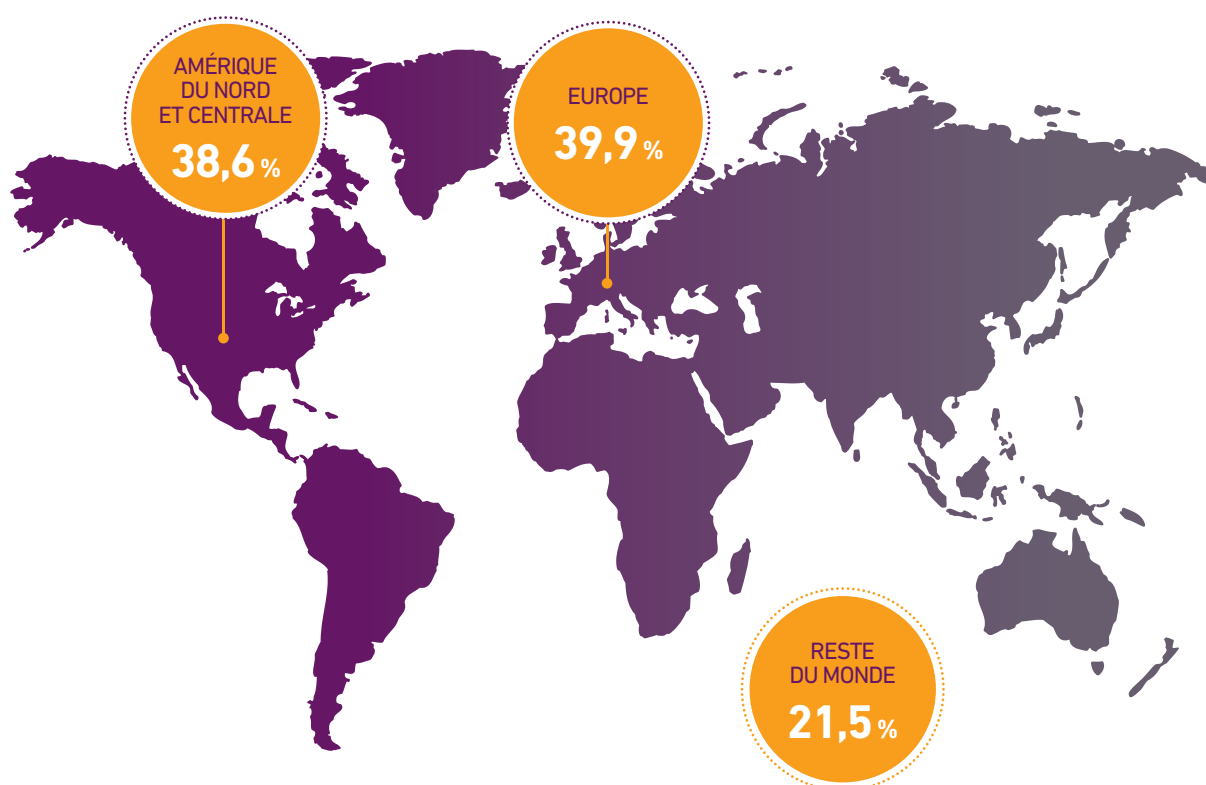 AMÉRIQUE
DU NORD
ET CENTRALE
38,6 %
EUROPE
39,9 %
RESTE
DU MONDE
21,5 %